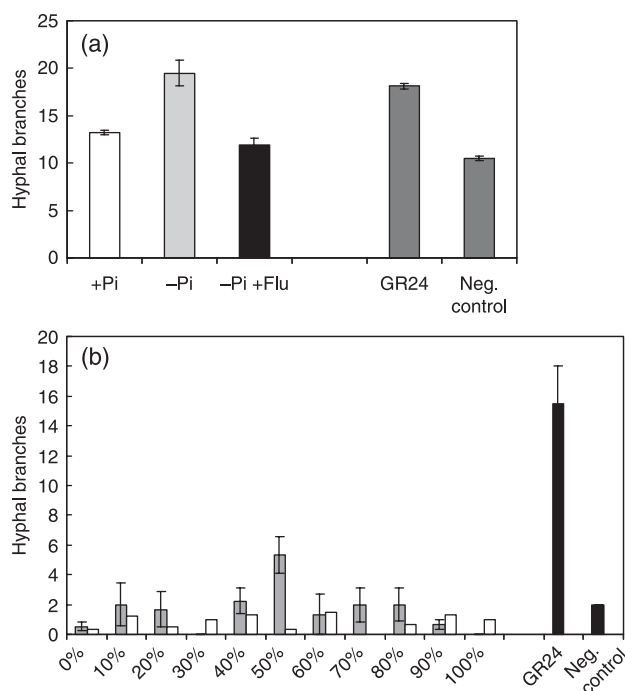 (a)
Hyphal branches
25
20
15
10
5
0
+Pi –Pi –Pi +Flu GR24 Neg.
control
(b)
Hyphal branches
20
18
16
14
12
10
8
6
4
2
0
0% 10% 20% 30% 40% 50% 60% 70% 80% 90% 100% GR24 Neg.
control